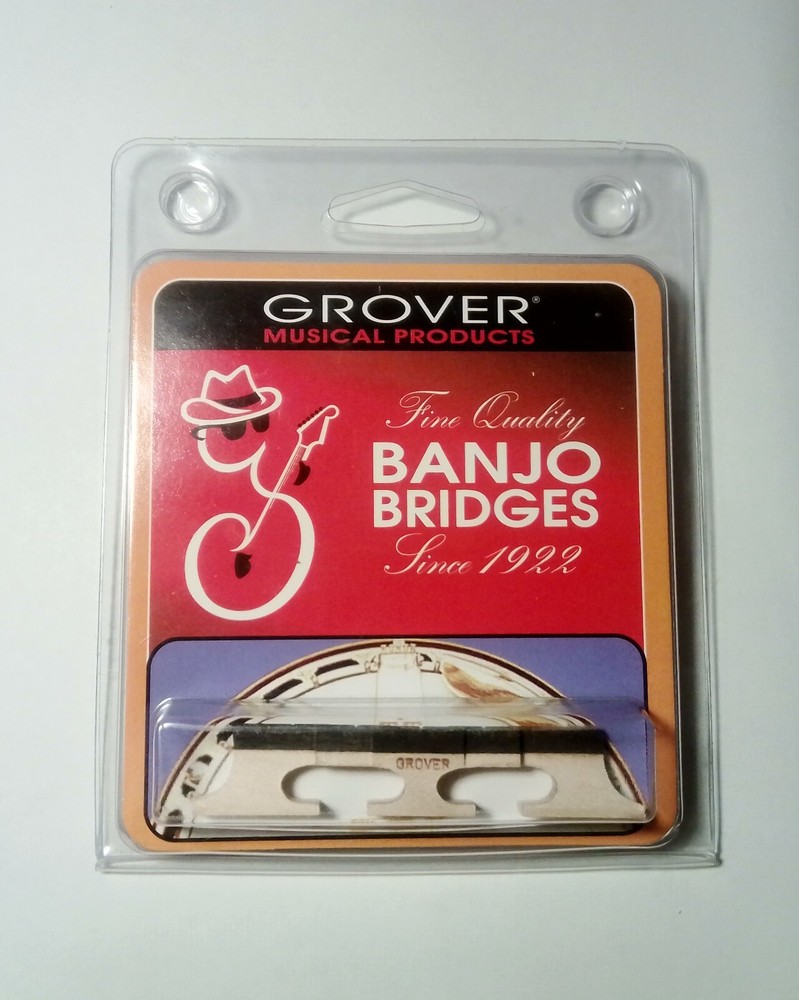 GROVER®
MUSICAL PRODUCTS
Fine Quality
BANJO
BRIDGES
Since 1922
GROVER